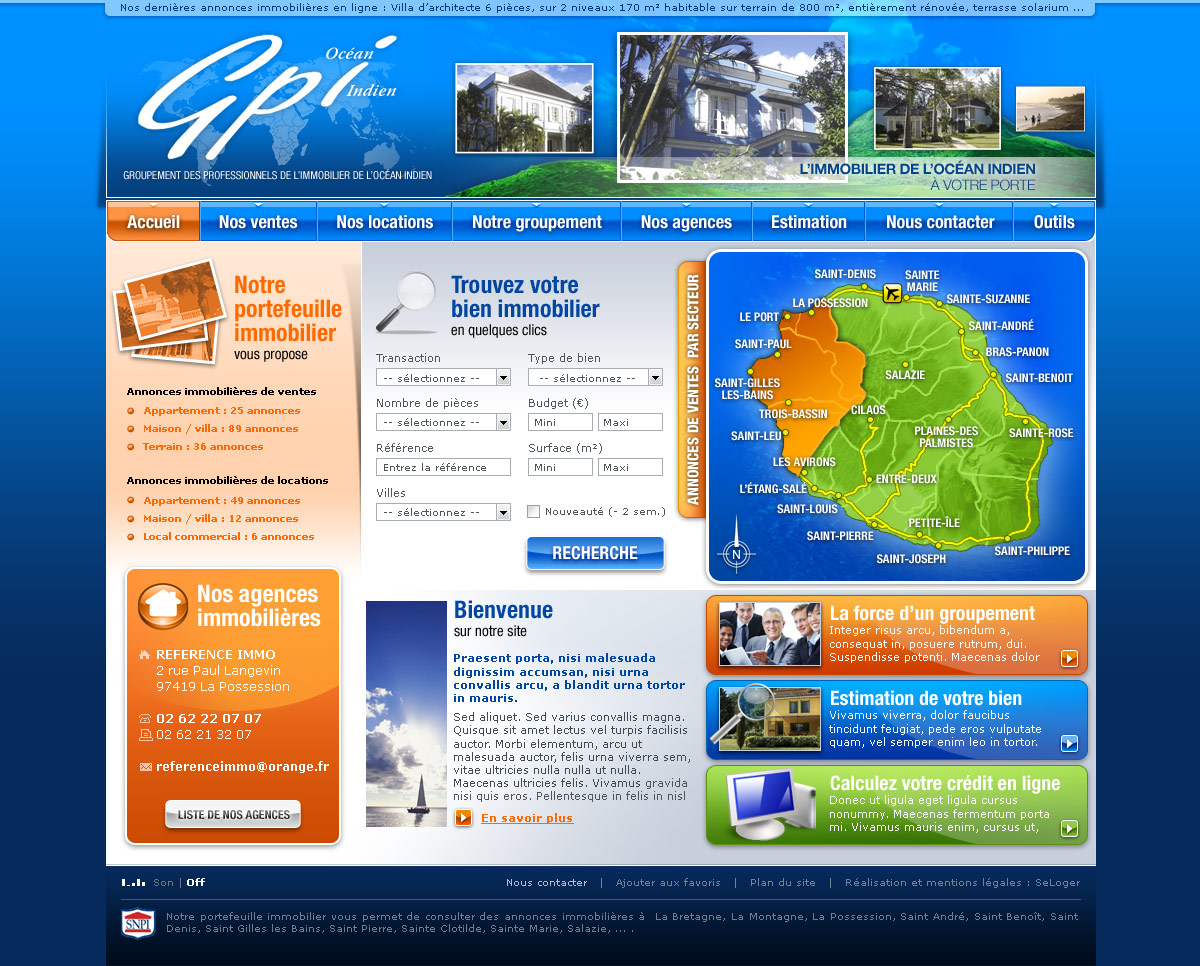 Nos dernières annonces immobilières en ligne : Villa d'architecte 6 pièces, sur 2 niveaux 170 m² habitable sur terrain de 800 m², entièrement rénovée, terrasse solarium ...
Gpi
Océan
Indien
GROUPEMENT DES PROFESSIONNELS DE L'IMMOBILIER DE L'OCÉAN INDIEN
L'IMMOBILIER DE L'OCÉAN INDIEN
À VOTRE PORTE
Accueil
Nos ventes
Nos locations
Notre groupement
Nos agences
Estimation
Nous contacter
Outils
Notre
portefeuille
immobilier
vous propose
Annonces immobilières de ventes
Appartement : 25 annonces
Maison / villa : 89 annonces
Terrain : 36 annonces
Annonces immobilières de locations
Appartement : 49 annonces
Maison / villa : 12 annonces
Local commercial : 6 annonces
Nos agences
immobilières
REFERENCE IMMO
2 rue Paul Langevin
97419 La Possession
02 62 22 07 07
02 62 21 32 07
referenceimmo@orange.fr
LISTE DE NOS AGENCES
Trouvez votre
bien immobilier
en quelques clics
Transaction
-- sélectionnez --
Type de bien
-- sélectionnez --
Nombre de pièces
-- sélectionnez --
Budget (€)
Mini
Maxi
Référence
Entrez la référence
Surface (m²)
Mini
Maxi
Villes
-- sélectionnez --
Nouveauté (- 2 sem.)
RECHERCHE
ANNONCES DE VENTES PAR SECTEUR
SAINT-DENIS
SAINTE
MARIE
SAINTE-SUZANNE
LA POSSESSION
LE PORT
SAINT-ANDRÉ
SAINT-PAUL
BRAS-PANON
SALAZIE
SAINT-BENOIT
SAINT-GILLES
LES-BAINS
TROIS-BASSIN
CILAOS
SAINT-LEU
PLAINES-DES
PALMISTES
SAINTE-ROSE
LES AVIRONS
ENTRE-DEUX
L'ÉTANG-SALÉ
SAINT-LOUIS
PETITE-ÎLE
SAINT-PIERRE
SAINT-JOSEPH
SAINT-PHILIPPE
N
Bienvenue
sur notre site
Praesent porta, nisi malesuada
dignissim accumsan, nisi urna
convallis arcu, a blandit urna tortor
in mauris.
Sed aliquet. Sed varius convallis magna.
Quisque sit amet lectus vel turpis facilisis
auctor. Morbi elementum, arcu ut
malesuada auctor, felis urna viverra sem,
vitae ultricies nulla nulla ut nulla.
Maecenas ultricies felis. Vivamus gravida
nisi quis eros. Pellentesque in felis in nisl
En savoir plus
La force d'un groupement
Integer risus arcu, bibendum a,
consequat in, posuere rutrum, dui.
Suspendisse potenti. Maecenas dolor
Estimation de votre bien
Vivamus viverra, dolor faucibus
tincidunt feugiat, pede eros vulputate
quam, vel semper enim leo in tortor.
Calculez votre crédit en ligne
Donec ut ligula eget ligula cursus
nonummy. Maecenas fermentum porta
mi. Vivamus mauris enim, cursus ut,
Son | Off
Nous contacter | Ajouter aux favoris | Plan du site | Réalisation et mentions légales : SeLoger
SNPI
Notre portefeuille immobilier vous permet de consulter des annonces immobilières à La Bretagne, La Montagne, La Possession, Saint André, Saint Benoît, Saint
Denis, Saint Gilles les Bains, Saint Pierre, Sainte Clotilde, Sainte Marie, Salazie, ... .